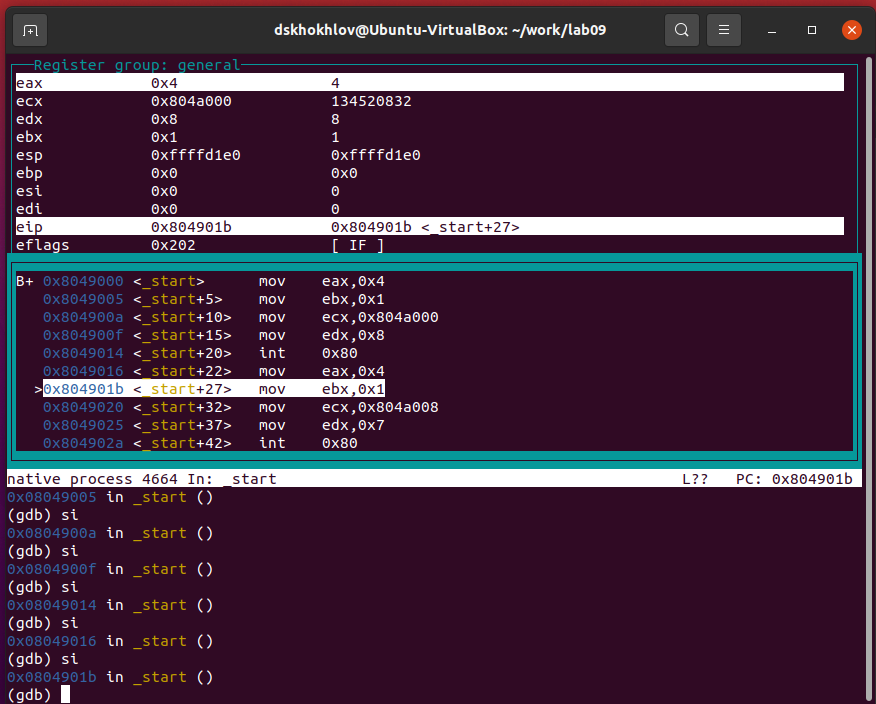 dskhokhlov@Ubuntu-VirtualBox: ~/work/lab09
Register group: general
eax 0x4 4
ecx 0x804a000 134520832
edx 0x8 8
ebx 0x1 1
esp 0xffffd1e0 0xffffd1e0
ebp 0x0 0x0
esi 0x0 0
edi 0x0 0
eip 0x804901b 0x804901b <_start+27>
eflags 0x202 [ IF ]
B+ 0x8049000 <_start> mov eax,0x4
0x8049005 <_start+5> mov ebx,0x1
0x804900a <_start+10> mov ecx,0x804a000
0x804900f <_start+15> mov edx,0x8
0x8049014 <_start+20> int 0x80
0x8049016 <_start+22> mov eax,0x4
>0x804901b <_start+27> mov ebx,0x1
0x8049020 <_start+32> mov ecx,0x804a008
0x8049025 <_start+37> mov edx,0x7
0x804902a <_start+42> int 0x80
native process 4664 In: _start L?? PC: 0x804901b
0x08049005 in _start ()
(gdb) si
0x0804900a in _start ()
(gdb) si
0x0804900f in _start ()
(gdb) si
0x08049014 in _start ()
(gdb) si
0x08049016 in _start ()
(gdb) si
0x0804901b in _start ()
(gdb)